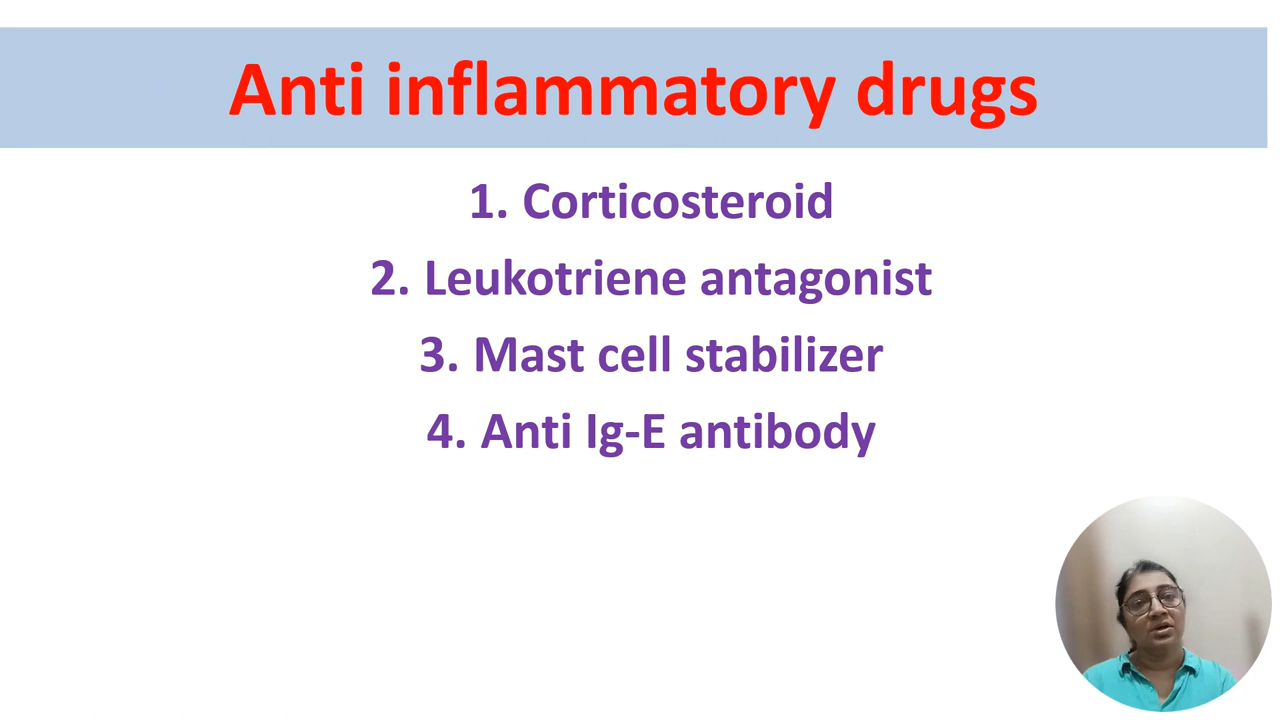 Anti inflammatory drugs
1. Corticosteroid
2. Leukotriene antagonist
3. Mast cell stabilizer
4. Anti Ig-E antibody